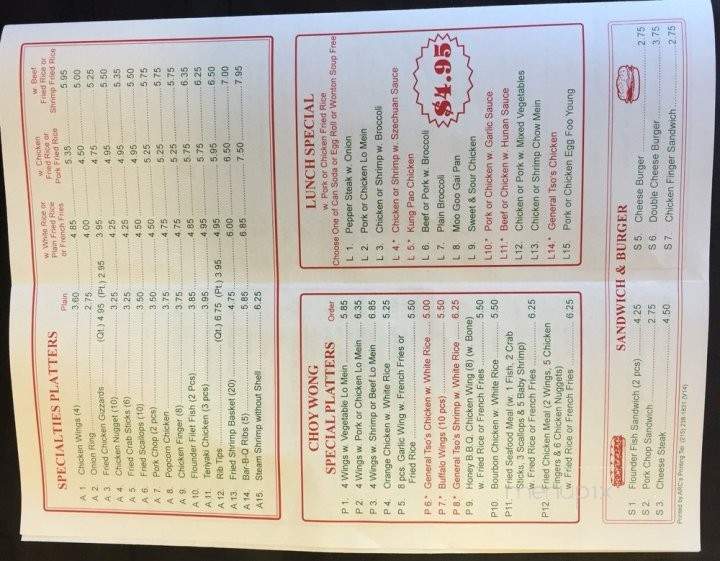 SPECIALTIES PLATTERS
Plain
w. White Rice or
Plain Fried Rice
or French Fries
w. Chicken
Fried Rice or
Pork Fried Rice
w. Beef
Fried Rice or
Shrimp Fried Rice
A 1. Chicken Wings (4) 3.60 4.85 5.35 5.95
A 2. Onion Ring 2.75 4.00 4.50 5.00
A 3. Fried Chicken Gizzards (Qt.) 4.95 (Pt.) 2.95 3.95 4.75 5.25
A 4. Chicken Nugget (10) 3.25 4.25 4.95 5.50
A 5. Fried Crab Sticks (6) 3.25 4.25 4.95 5.35
A 6. Fried Scallops (10) 3.50 4.50 4.95 5.50
A 7. Pork Chop (2 pcs) 3.50 4.50 5.25 5.75
A 8. Popcorn Chicken 3.75 4.75 5.25 5.75
A 9. Chicken Finger (8) 3.75 4.75 5.25 5.75
A 10. Flounder Filet Fish (2 Pcs) 3.85 4.85 5.75 6.35
A 11. Teriyaki Chicken (3 pcs) 3.95 4.95 5.75 6.25
A 12. Rib Tips (Qt.) 6.75 (Pt.) 3.95 4.95 5.95 6.50
A 13. Fried Shrimp Basket (20) 4.75 6.00 6.50 7.00
A 14. Bar-B-Q Ribs (5) 5.85 6.85 7.50 7.95
A15. Steam Shrimp without Shell 6.25
CHOY WONG
SPECIAL PLATTERS
Order
P 1. 4 Wings w. Vegetable Lo Mein 5.85
P 2. 4 Wings w. Pork or Chicken Lo Mein 6.35
P 3. 4 Wings w. Shrimp or Beef Lo Mein 6.85
P 4. Orange Chicken w. White Rice 5.25
P 5. 8 pcs. Garlic Wing w. French Fries or
Fried Rice 5.50
P 6.* General Tso's Chicken w. White Rice 5.00
P 7.* Buffalo Wings (10 pcs) 5.50
P 8.* General Tso's Shrimp w. White Rice 6.25
P 9. Honey B.B.Q. Chicken Wing (8) (w. Bone)
w. Fried Rice or French Fries 5.50
P10. Bourbon Chicken w. White Rice 5.50
P11. Fried Seafood Meal (w. 1 Fish, 2 Crab
Sticks, 3 Scallops & 5 Baby Shrimp)
w. Fried Rice or French Fries 6.25
P12. Fried Chicken Meal (2 Wings, 5 Chicken
Fingers & 6 Chicken Nuggets)
w. Fried Rice or French Fries 6.25
LUNCH SPECIAL
w. Pork or Chicken Fried Rice
Choose One of Can Soda or Egg Roll or Wonton Soup Free
$4.95
L 1. Pepper Steak w. Onion
L 2. Pork or Chicken Lo Mein
L 3. Chicken or Shrimp w. Broccoli
L 4.* Chicken or Shrimp w. Szechuan Sauce
L 5.* Kung Pao Chicken
L 6. Beef or Pork w. Broccoli
L 7. Plain Broccoli
L 8. Moo Goo Gai Pan
L 9. Sweet & Sour Chicken
L10.* Pork or Chicken w. Garlic Sauce
L11.* Beef or Chicken w. Hunan Sauce
L12. Chicken or Pork w. Mixed Vegetables
L13. Chicken or Shrimp Chow Mein
L14.* General Tso's Chicken
L15. Pork or Chicken Egg Foo Young
SANDWICH & BURGER
S 1. Flounder Fish Sandwich (2 pcs) 4.25
S 2. Pork Chop Sandwich 2.75
S 3. Cheese Steak 4.50
S 5. Cheese Burger 2.75
S 6. Double Cheese Burger 3.75
S 7. Chicken Finger Sandwich 2.75
Printed by ARC's Printing Tel: (215) 238-1831 (V14)
menupix